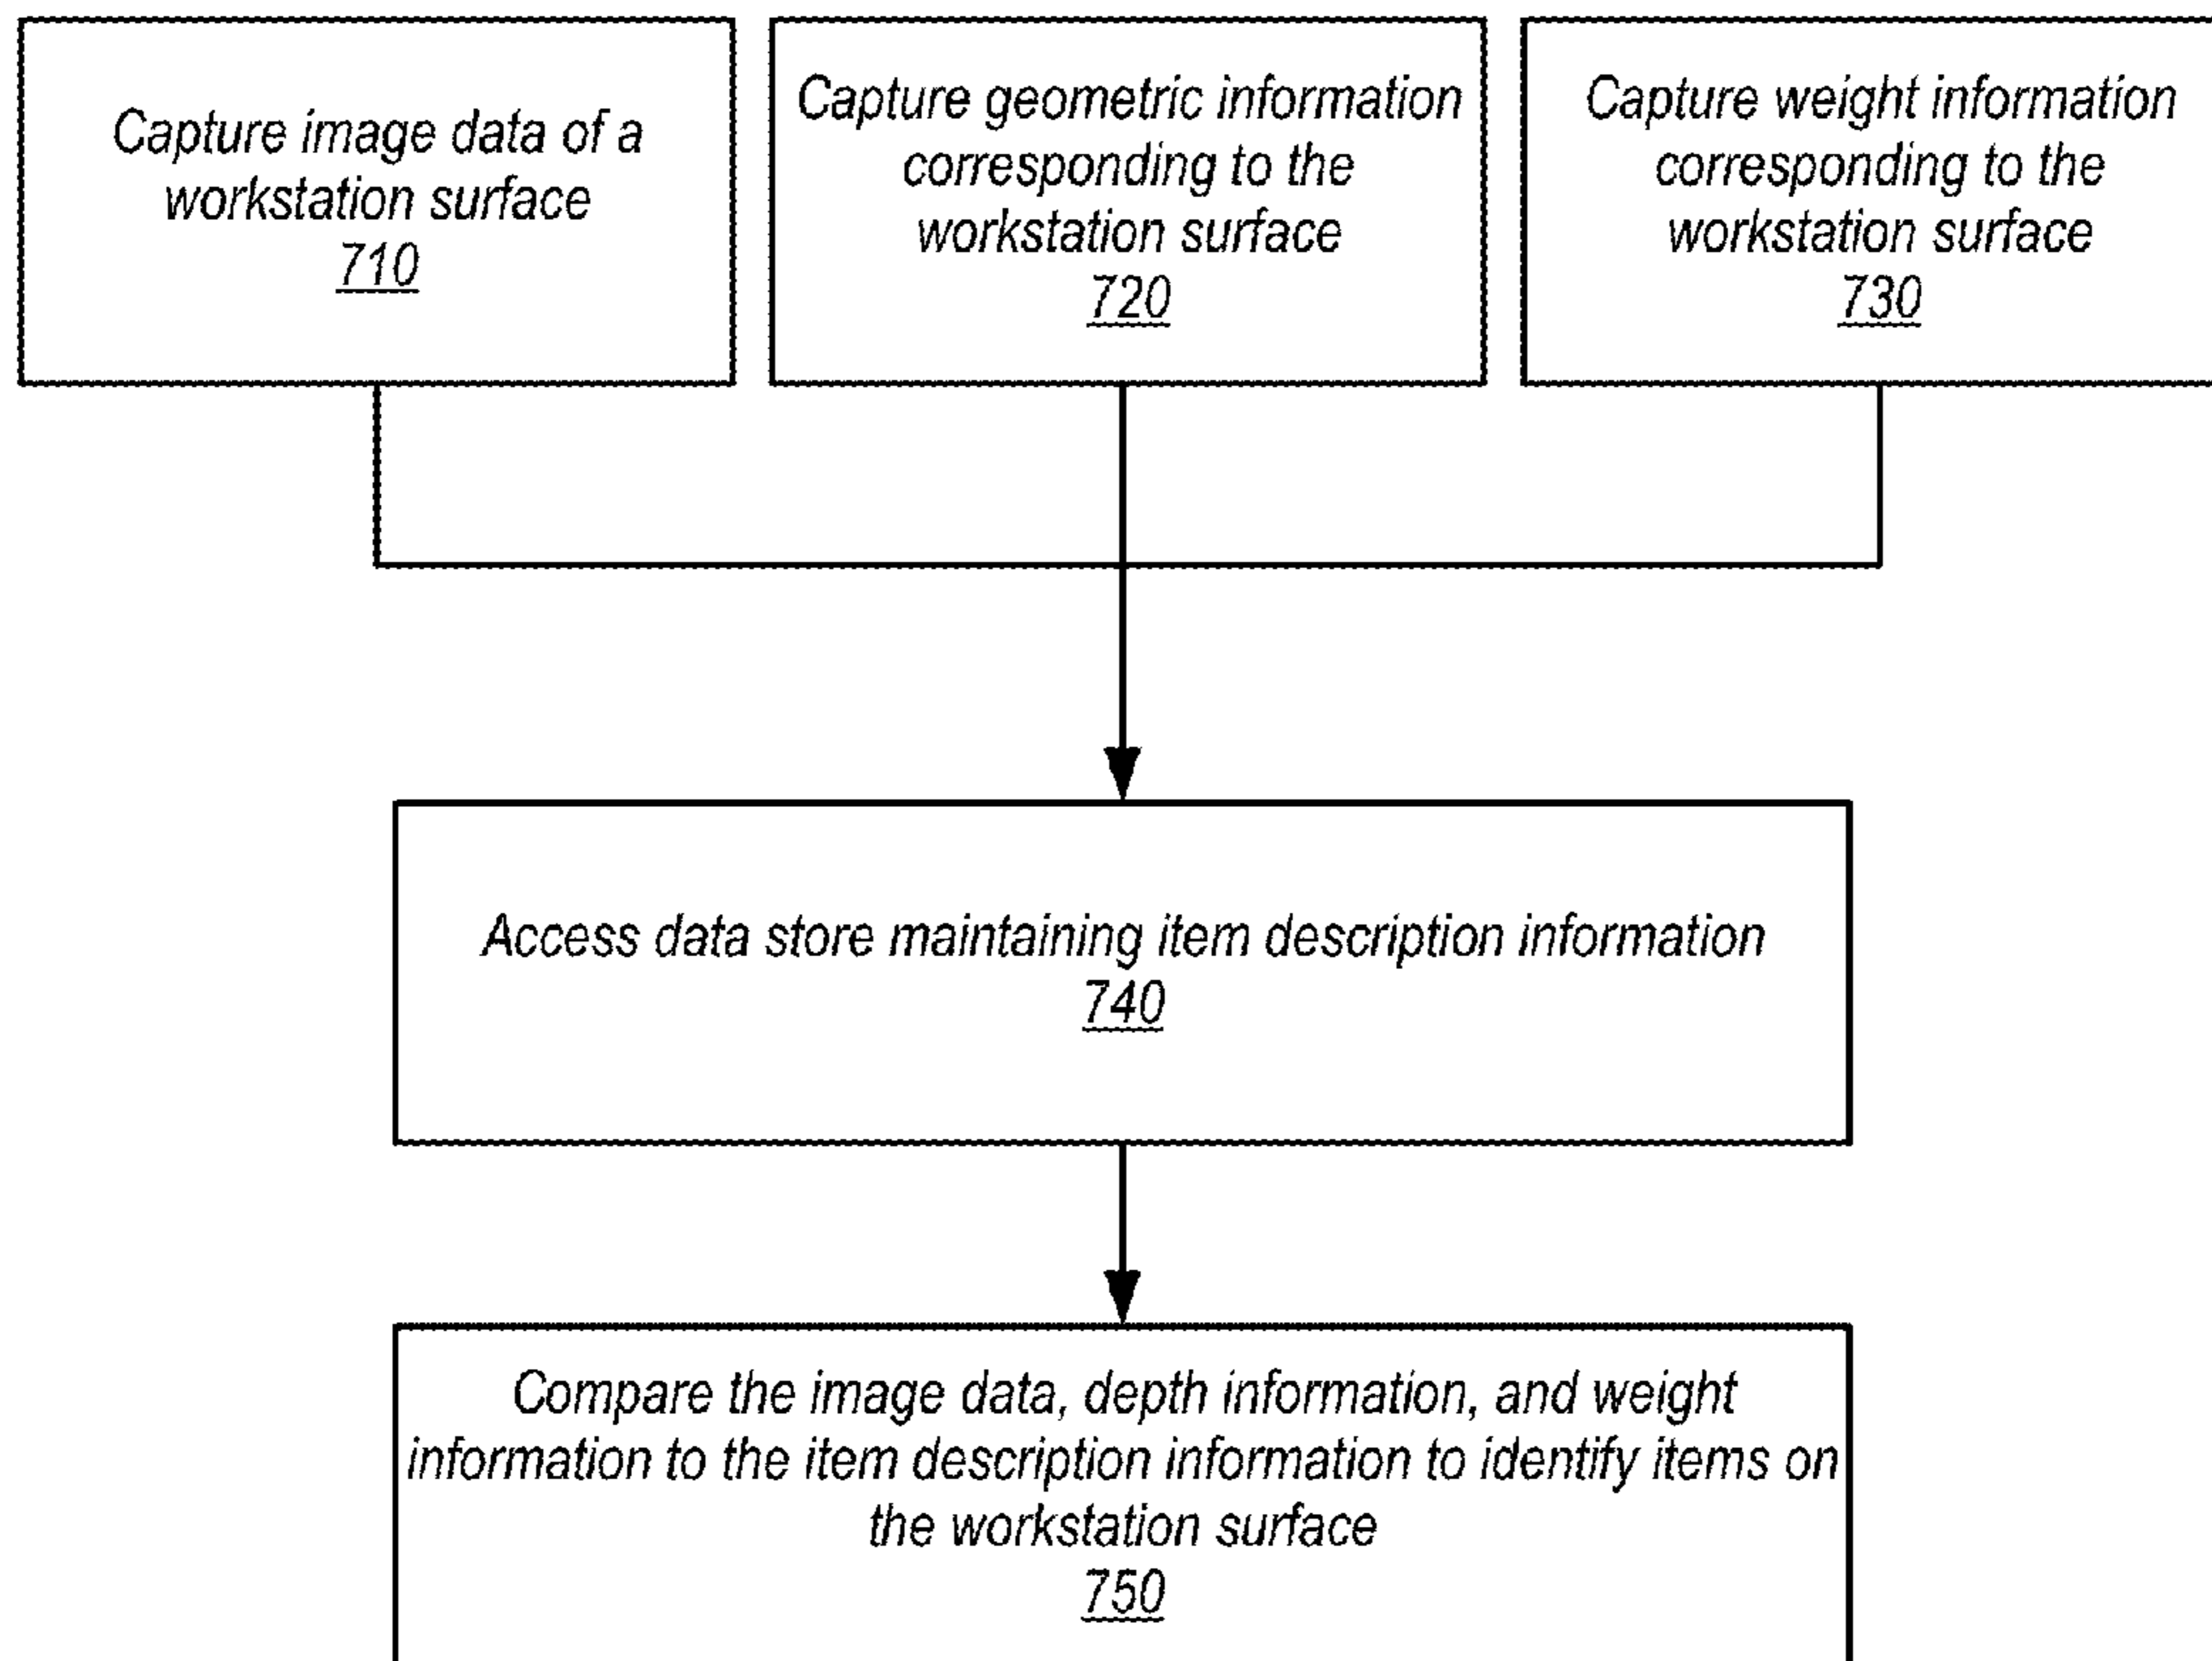 Capture image data of a
workstation surface
710
Capture geometric information
corresponding to the
workstation surface
720
Capture weight information
corresponding to the
workstation surface
730
Access data store maintaining item description information
740
Compare the image data, depth information, and weight
information to the item description information to identify items on
the workstation surface
750